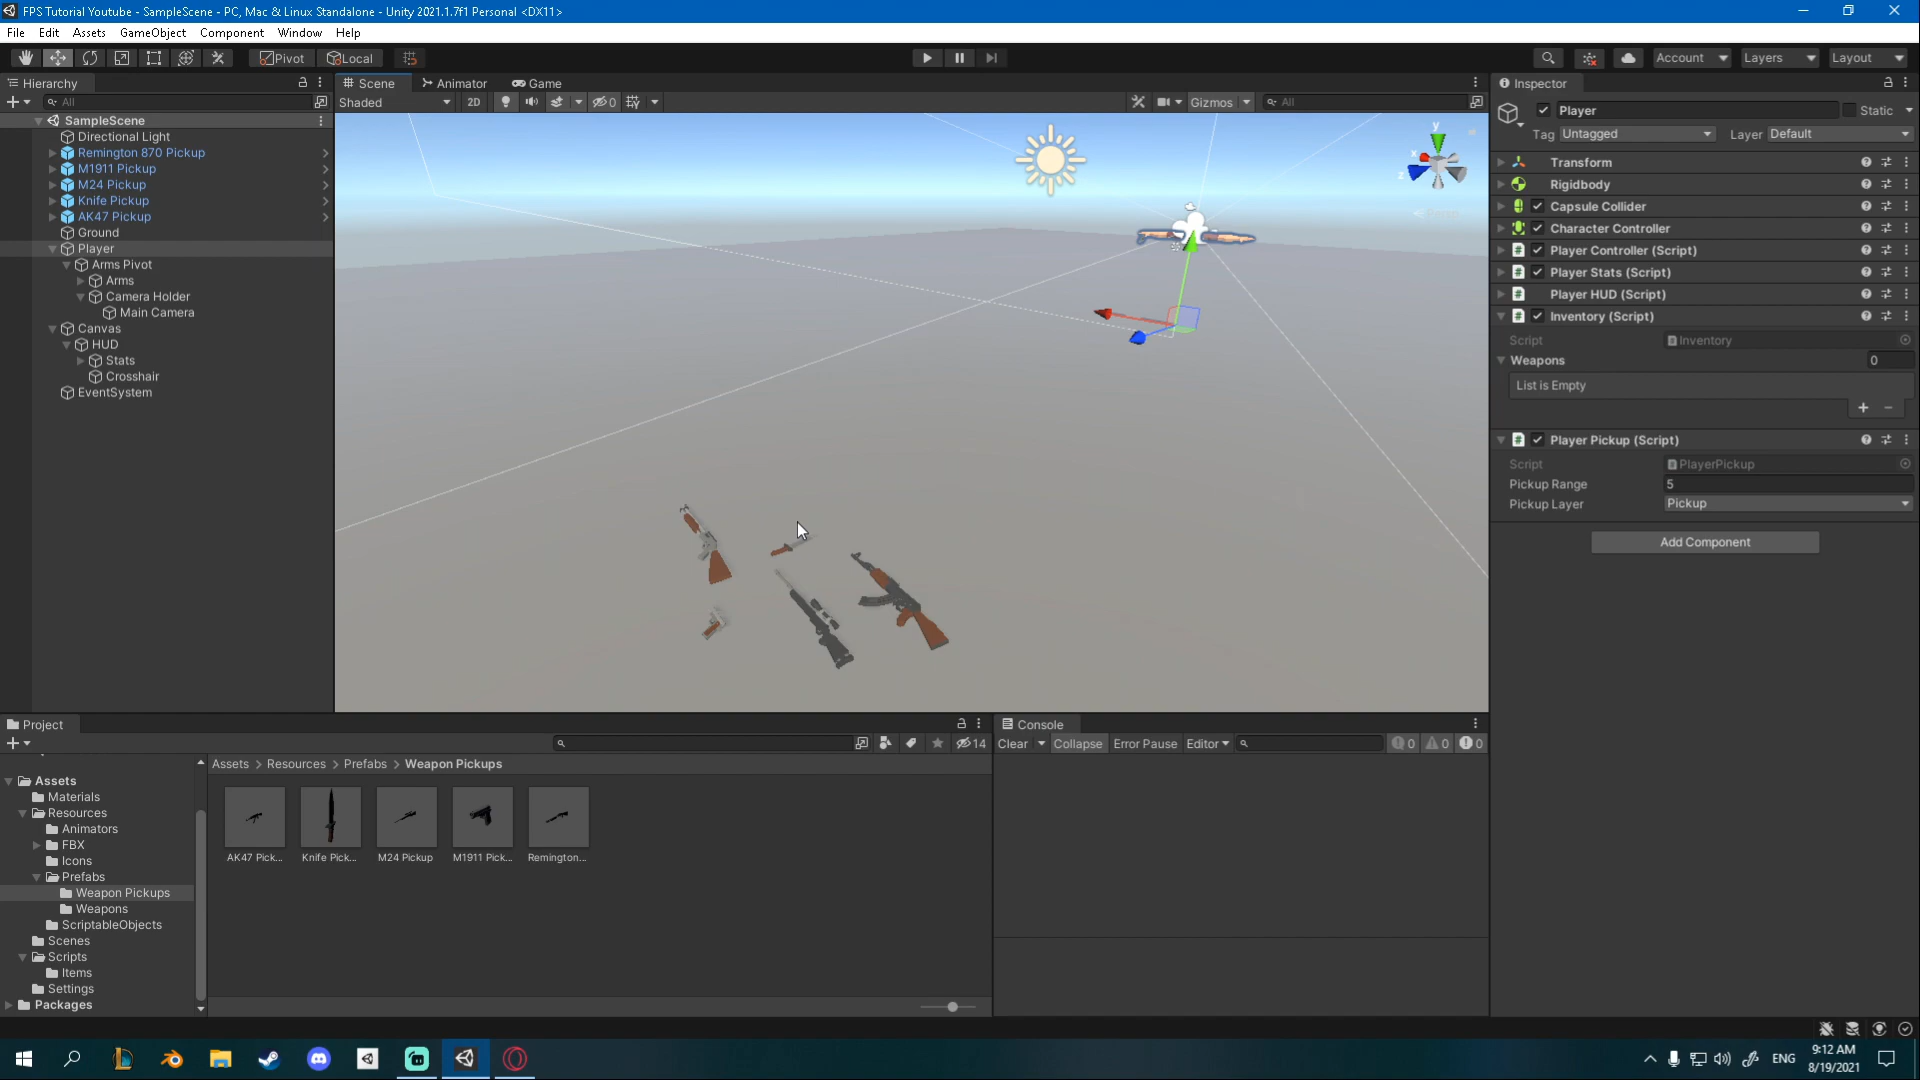 FPS Tutorial Youtube - SampleScene - PC, Mac & Linux Standalone - Unity 2021.1.7f1 Personal <DX11>
File Edit Assets GameObject Component Window Help
Pivot Local
Account Layers Layout
Hierarchy
All
SampleScene
Directional Light
Remington 870 Pickup
M1911 Pickup
M24 Pickup
Knife Pickup
AK47 Pickup
Ground
Player
Arms Pivot
Arms
Camera Holder
Main Camera
Canvas
HUD
Stats
Crosshair
EventSystem
Scene Animator Game
Shaded 2D 0 Gizmos All
y
x
z
Inspector
Player Static
Tag Untagged Layer Default
Transform
Rigidbody
Capsule Collider
Character Controller
Player Controller (Script)
Player Stats (Script)
Player HUD (Script)
Inventory (Script)
Script Inventory
Weapons 0
List is Empty
Player Pickup (Script)
Script PlayerPickup
Pickup Range 5
Pickup Layer Pickup
Add Component
Project
14
Assets
Materials
Resources
Animators
FBX
Icons
Prefabs
Weapon Pickups
Weapons
ScriptableObjects
Scenes
Scripts
Items
Settings
Packages
Assets > Resources > Prefabs > Weapon Pickups
AK47 Pick... Knife Pick... M24 Pickup M1911 Pick... Remington...
Console
Clear Collapse Error Pause Editor 0 0 0
ENG
9:12 AM
8/19/2021